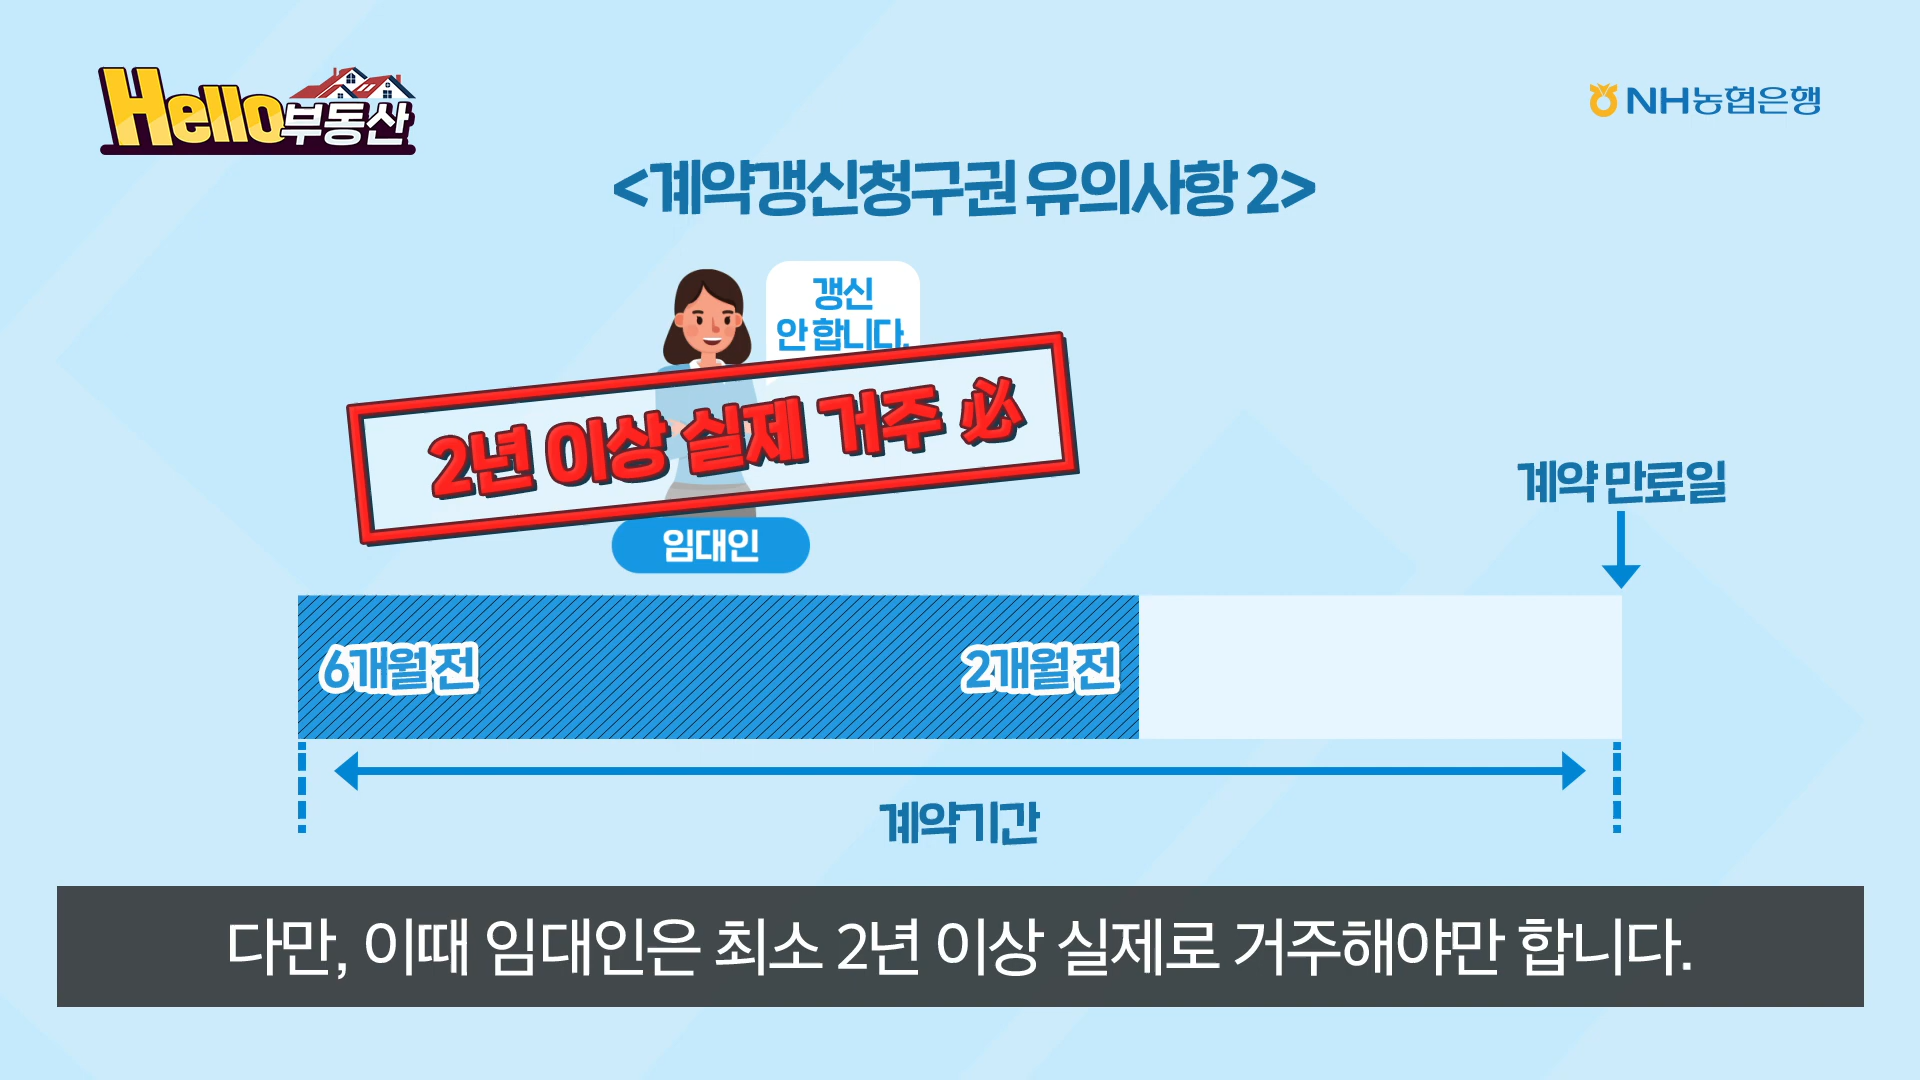 Hello부동산
NH농협은행
<계약갱신청구권 유의사항 2>
갱신
안 합니다.
2년 이상 실제 거주 必
임대인
계약 만료일
6개월 전
2개월 전
계약기간
다만, 이때 임대인은 최소 2년 이상 실제로 거주해야만 합니다.